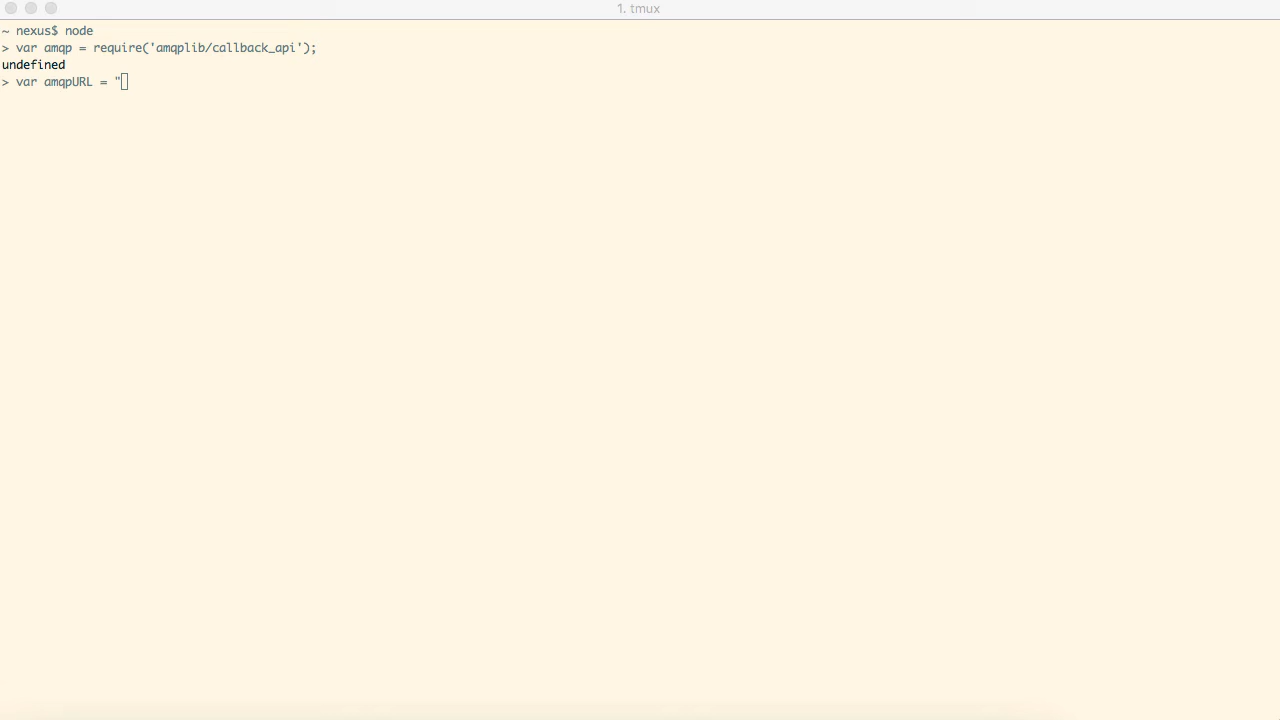 1. tmux
~ nexus$ node
> var amqp = require('amqplib/callback_api');
undefined
> var amqpURL = "